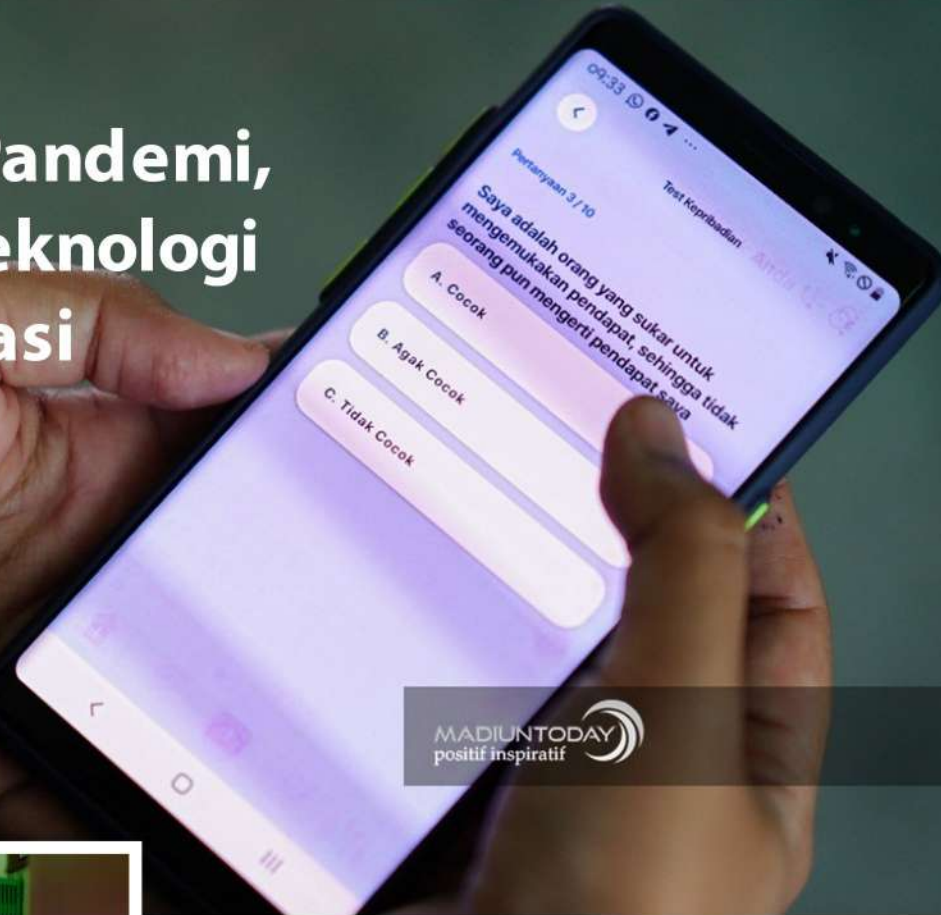 andemi,
eknologi
asi
09:33
Test Kepribadian
Pertanyaan 3 / 10
Saya adalah orang yang sukar untuk
mengemukakan pendapat, sehingga tidak
seorang pun mengerti pendapat saya
A. Cocok
B. Agak Cocok
C. Tidak Cocok
MADIUNTODAY
positif inspiratif